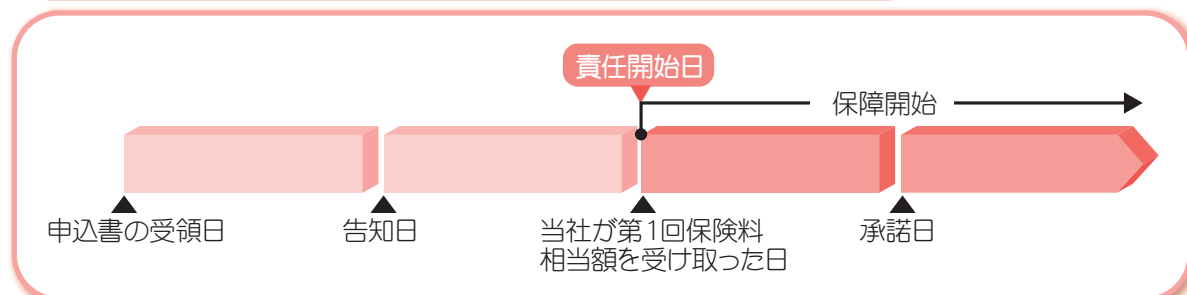 責任開始日
保障開始
申込書の受領日
告知日
当社が第1回保険料
相当額を受け取った日
承諾日